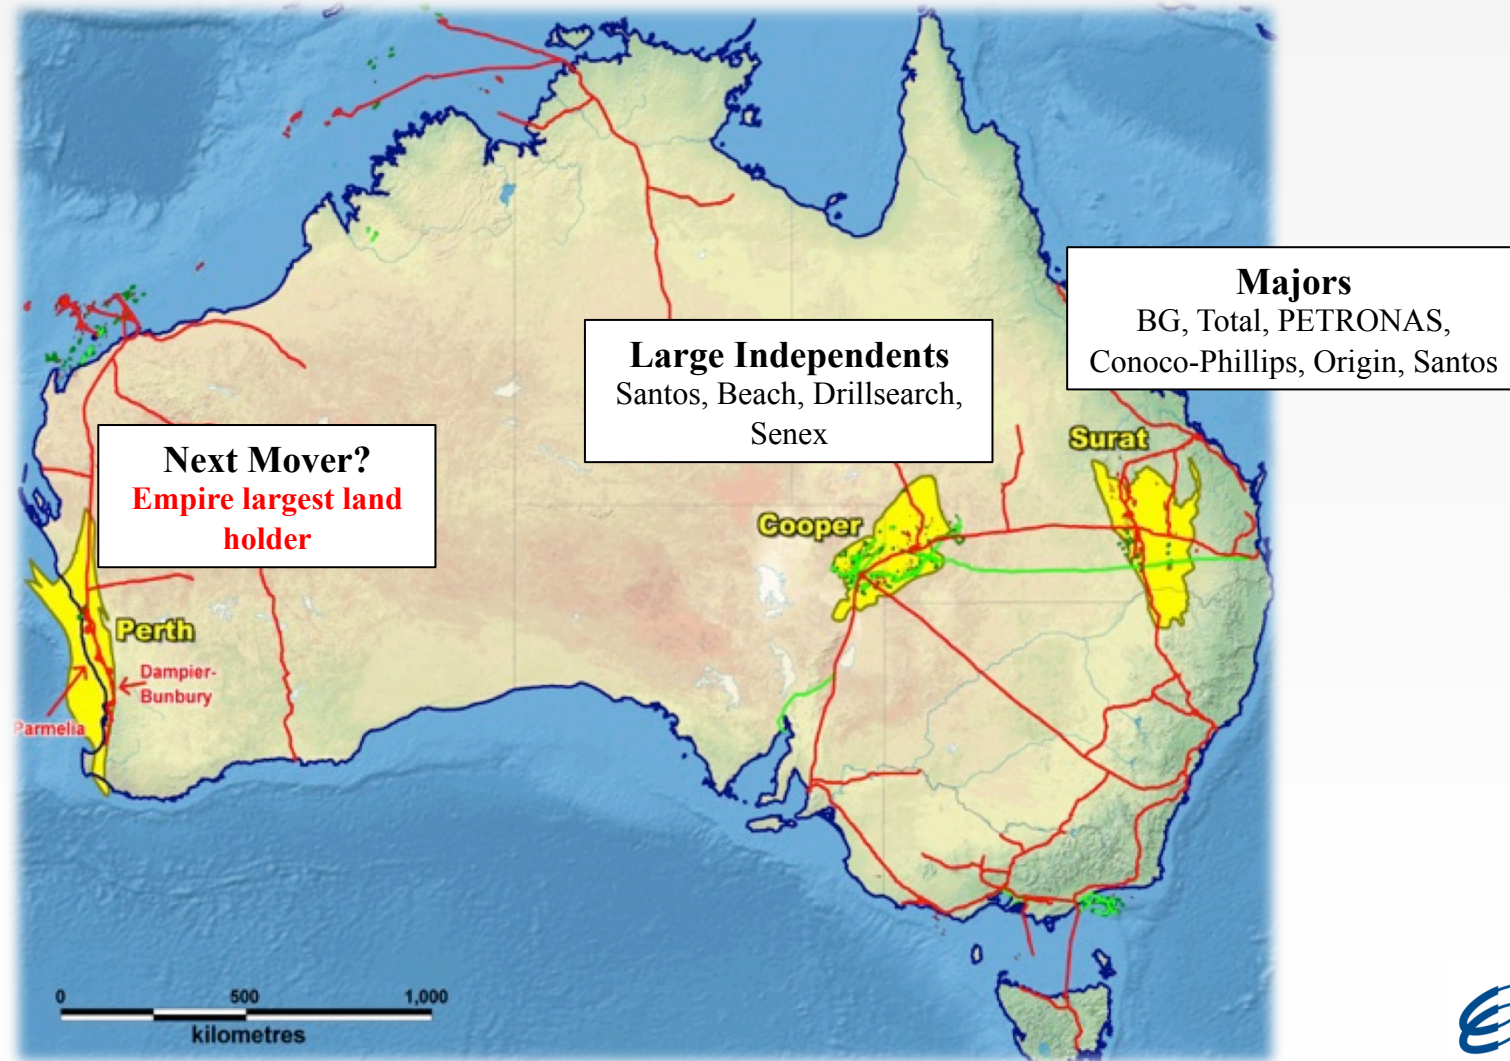 Majors
BG, Total, PETRONAS,
Conoco-Phillips, Origin, Santos
Large Independents
Santos, Beach, Drillsearch,
Senex
Next Mover?
Empire largest land
holder
Surat
Cooper
Perth
Dampier-
Bunbury
Parmelia
0 500 1,000
kilometres